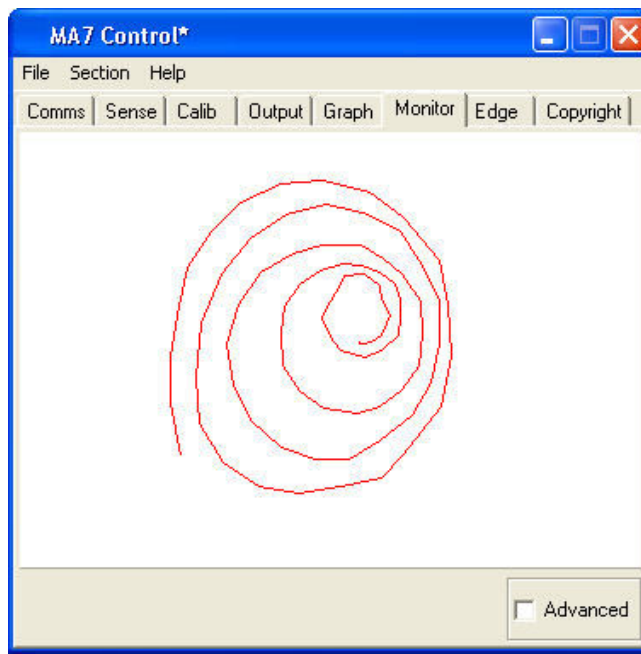 MA7 Control*
File Section Help
Comms Sense Calib Output Graph Monitor Edge Copyright
Advanced